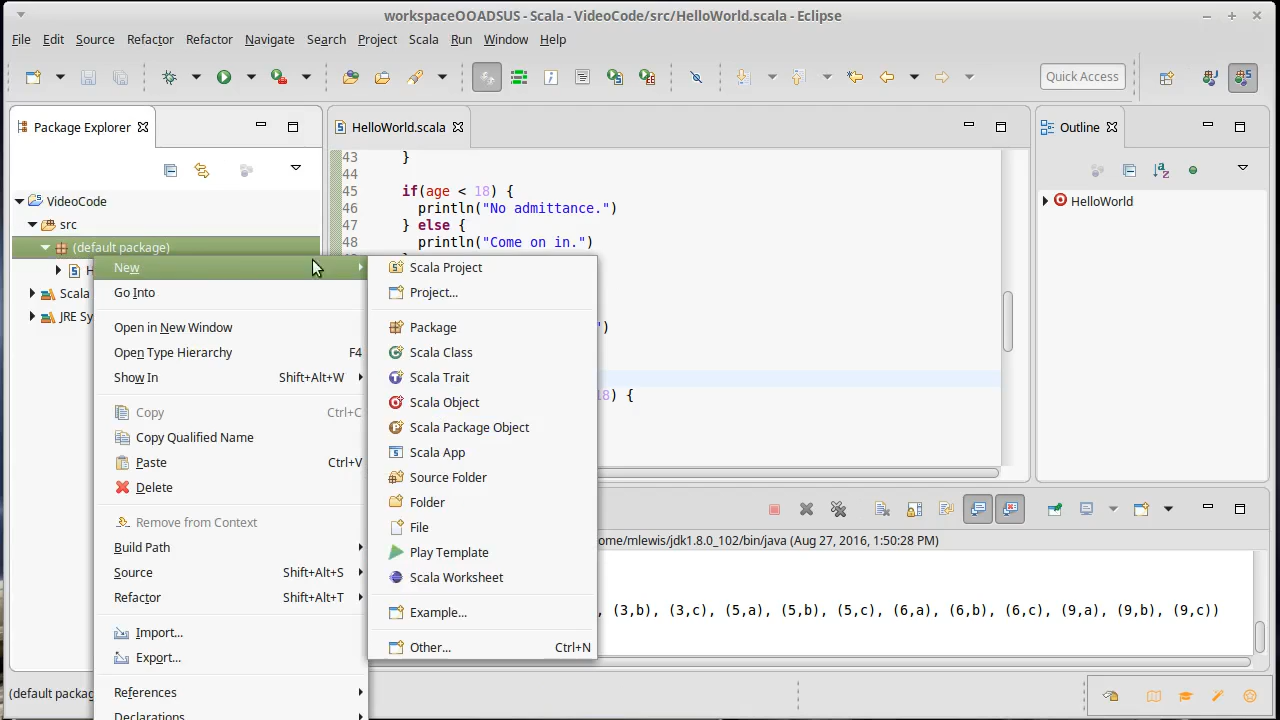 workspaceOOADSUS - Scala - VideoCode/src/HelloWorld.scala - Eclipse
File Edit Source Refactor Refactor Navigate Search Project Scala Run Window Help
Quick Access
Package Explorer
VideoCode
src
(default package)
H
Scala
JRE Sy
HelloWorld.scala
43 }
44
45 if(age < 18) {
46 println("No admittance.")
47 } else {
48 println("Come on in.")
")
18) {
Outline
HelloWorld
New
Go Into
Open in New Window
Open Type Hierarchy F4
Show In Shift+Alt+W
Copy Ctrl+C
Copy Qualified Name
Paste Ctrl+V
Delete
Remove from Context
Build Path
Source Shift+Alt+S
Refactor Shift+Alt+T
Import...
Export...
References
Declarations
Scala Project
Project...
Package
Scala Class
Scala Trait
Scala Object
Scala Package Object
Scala App
Source Folder
Folder
File
Play Template
Scala Worksheet
Example...
Other... Ctrl+N
ome/mlewis/jdk1.8.0_102/bin/java (Aug 27, 2016, 1:50:28 PM)
, (3,b), (3,c), (5,a), (5,b), (5,c), (6,a), (6,b), (6,c), (9,a), (9,b), (9,c))
(default packag